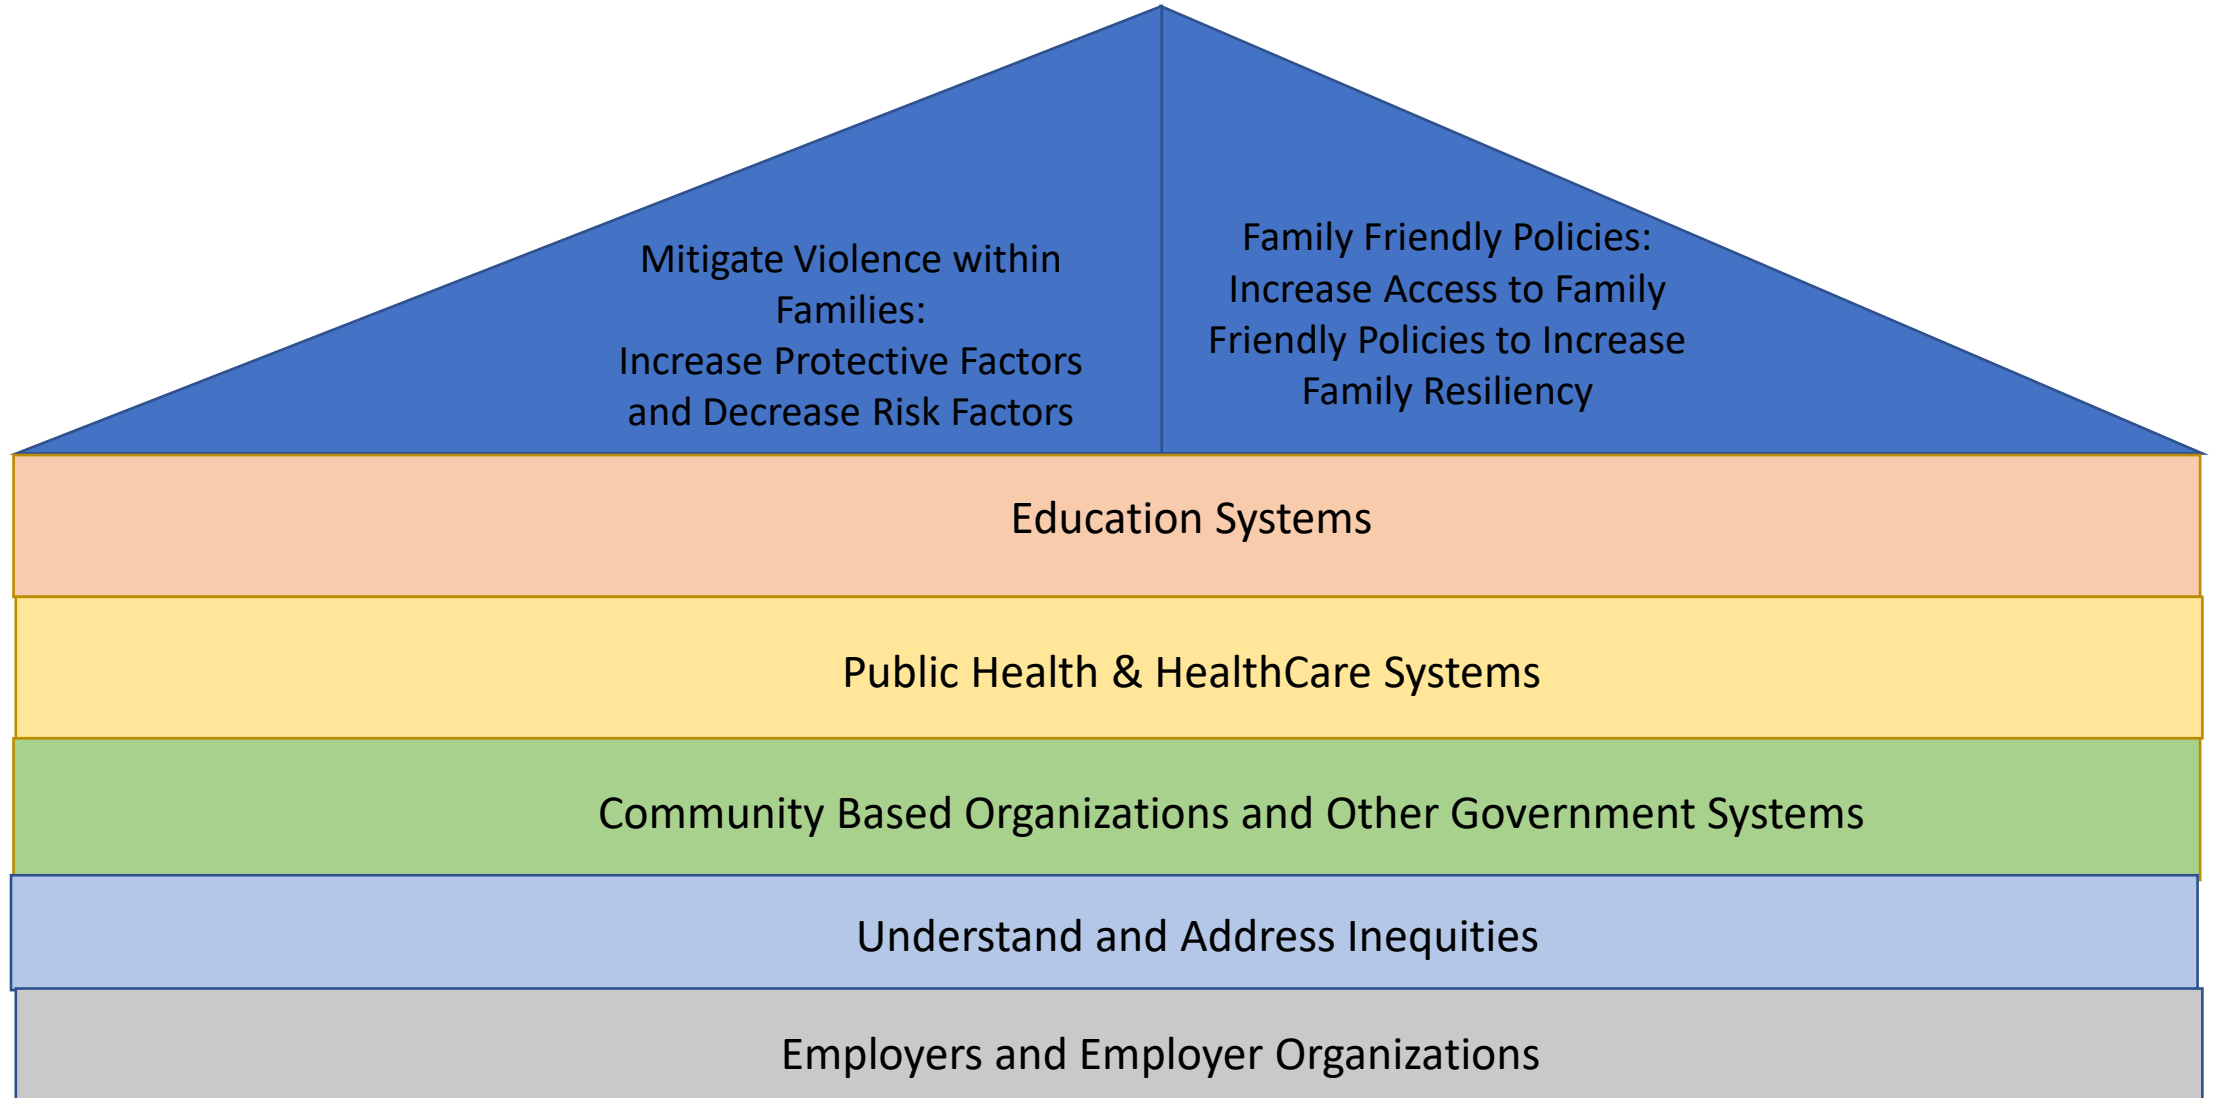 Mitigate Violence within
Families:
Increase Protective Factors
and Decrease Risk Factors
Family Friendly Policies:
Increase Access to Family
Friendly Policies to Increase
Family Resiliency
Education Systems
Public Health & HealthCare Systems
Community Based Organizations and Other Government Systems
Understand and Address Inequities
Employers and Employer Organizations